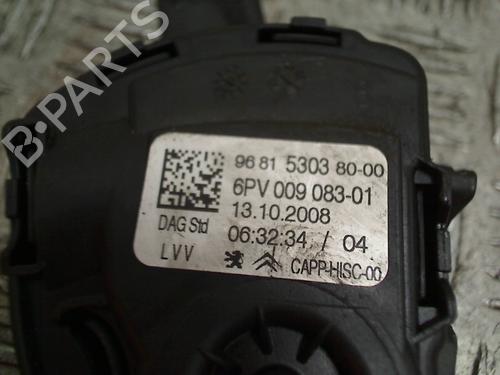 B-PARTS
96 81 5303 80-00
6PV 009 083-01
13.10.2008
DAG Std 06:32:34 / 04
LVV CAPP-HISC-00